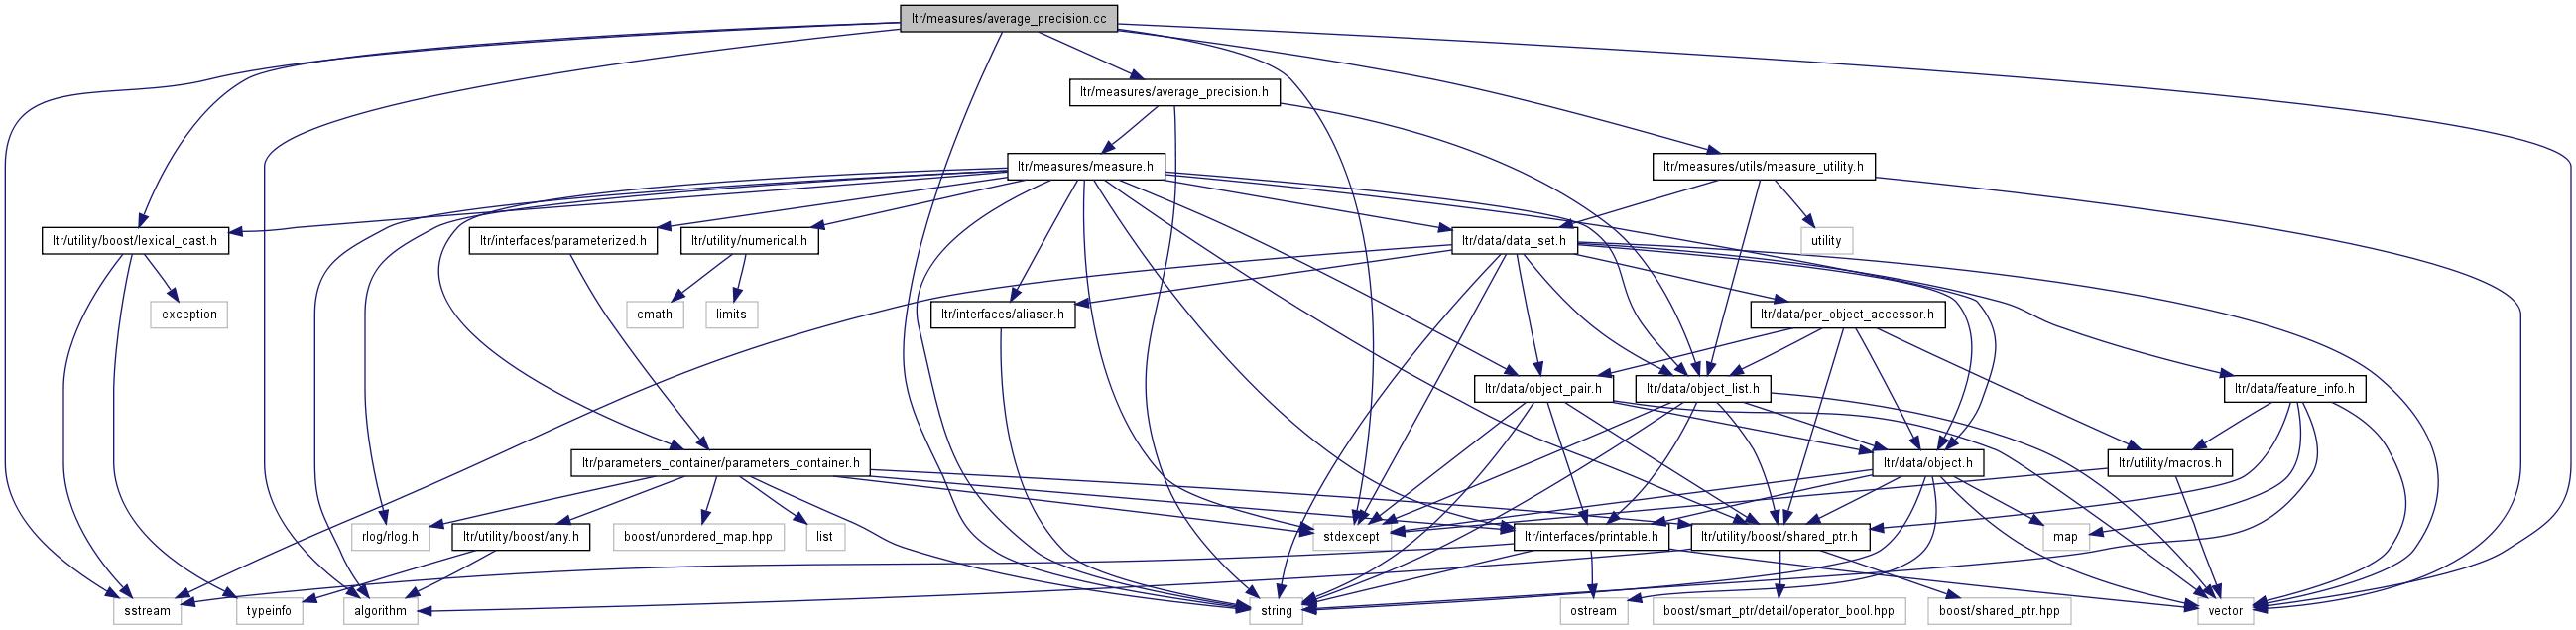 ltr/measures/average_precision.cc
ltr/measures/average_precision.h
ltr/measures/measure.h
ltr/measures/utils/measure_utility.h
ltr/utility/boost/lexical_cast.h
ltr/interfaces/parameterized.h
ltr/utility/numerical.h
ltr/data/data_set.h
utility
exception
cmath
limits
ltr/interfaces/aliaser.h
ltr/data/per_object_accessor.h
ltr/data/object_pair.h
ltr/data/object_list.h
ltr/data/feature_info.h
ltr/parameters_container/parameters_container.h
ltr/data/object.h
ltr/utility/macros.h
rlog/rlog.h
ltr/utility/boost/any.h
boost/unordered_map.hpp
list
stdexcept
ltr/interfaces/printable.h
ltr/utility/boost/shared_ptr.h
map
sstream
typeinfo
algorithm
string
ostream
boost/smart_ptr/detail/operator_bool.hpp
boost/shared_ptr.hpp
vector